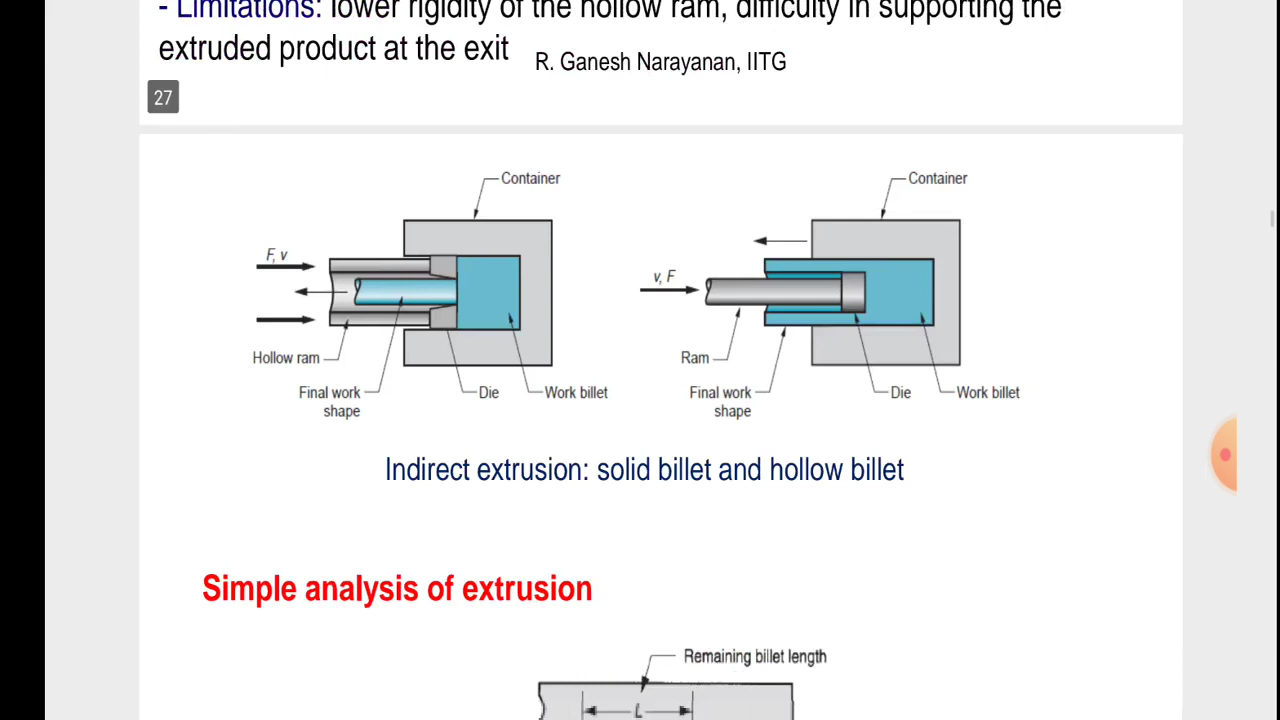 - Limitations: lower rigidity of the hollow ram, difficulty in supporting the
extruded product at the exit
R. Ganesh Narayanan, IITG
27
Container
Container
F, v
v, F
Hollow ram
Ram
Final work
shape
Die
Work billet
Final work
shape
Die
Work billet
Indirect extrusion: solid billet and hollow billet
Simple analysis of extrusion
Remaining billet length
L